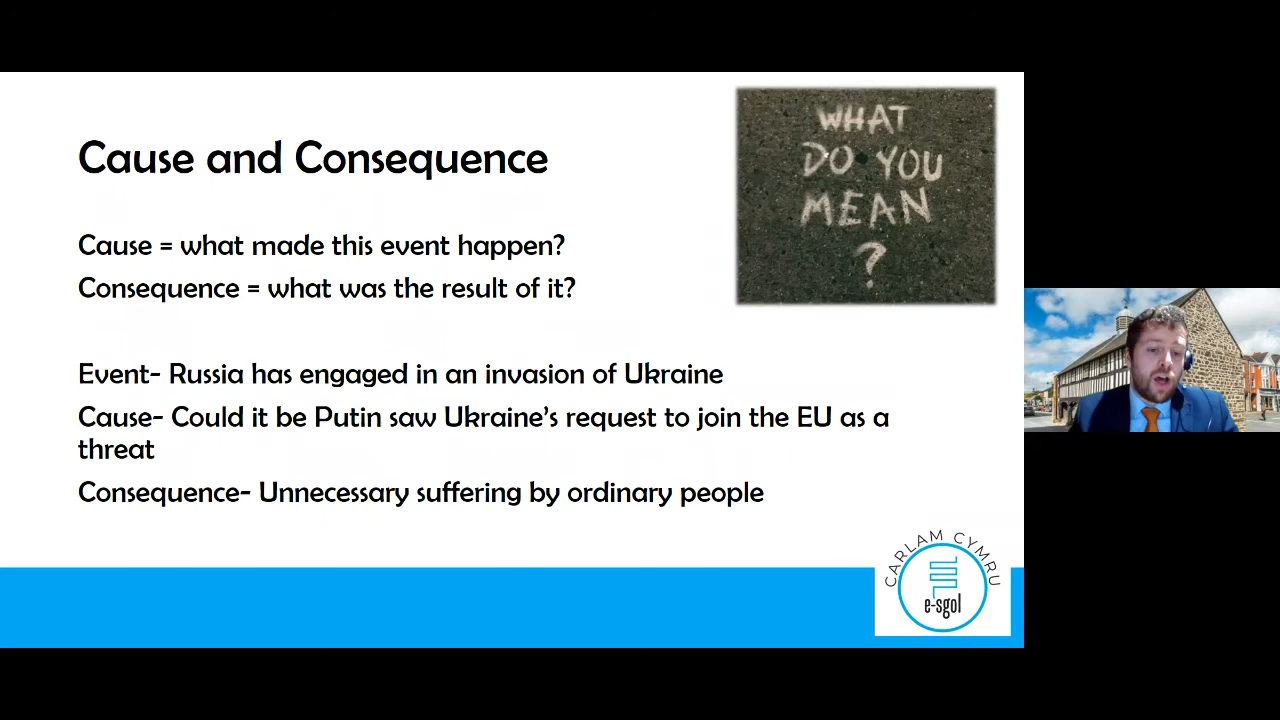 Cause and Consequence
WHAT
DO YOU
MEAN
?
Cause = what made this event happen?
Consequence = what was the result of it?
Event- Russia has engaged in an invasion of Ukraine
Cause- Could it be Putin saw Ukraine’s request to join the EU as a
threat
Consequence- Unnecessary suffering by ordinary people
CARLAM CYMRU
e-sgol